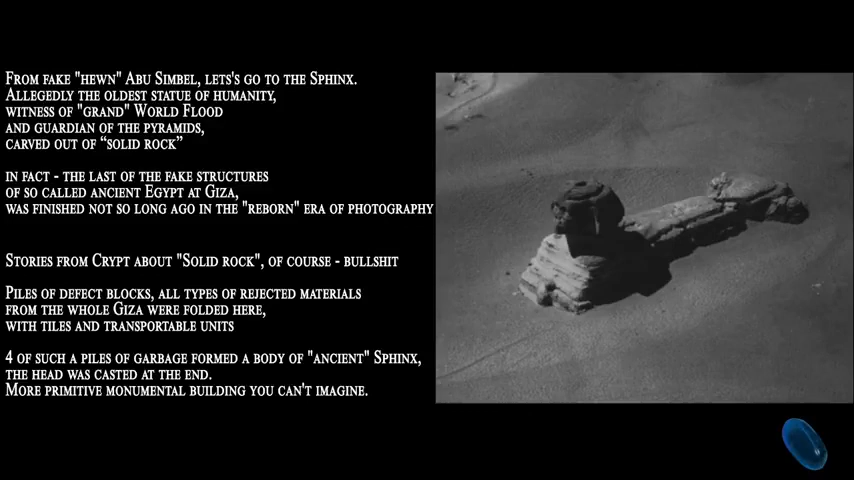 From fake "hewn" Abu Simbel, lets's go to the Sphinx.
Allegedly the oldest statue of humanity,
witness of "grand" World Flood
and guardian of the pyramids,
carved out of “solid rock”
in fact - the last of the fake structures
of so called ancient Egypt at Giza,
was finished not so long ago in the "reborn" era of photography
Stories from Crypt about "Solid rock", of course - bullshit
Piles of defect blocks, all types of rejected materials
from the whole Giza were folded here,
with tiles and transportable units
4 of such a piles of garbage formed a body of "ancient" Sphinx,
the head was casted at the end.
More primitive monumental building you can't imagine.